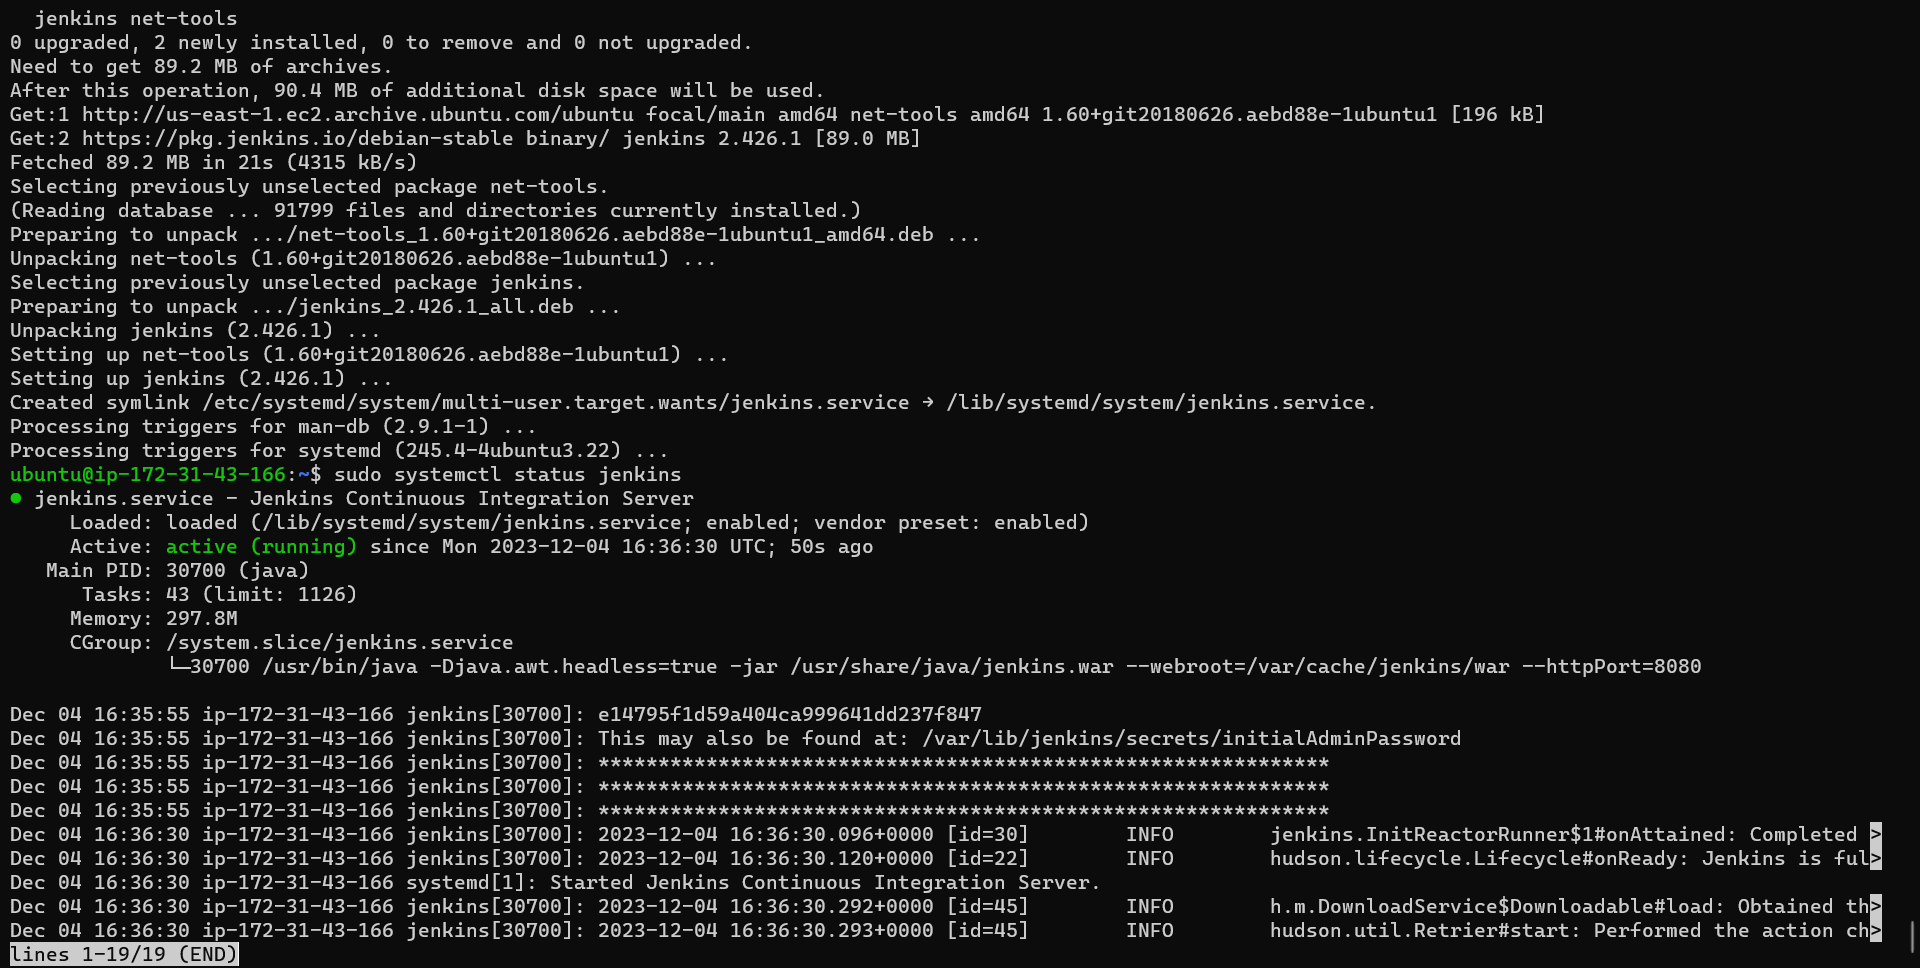 jenkins net-tools
0 upgraded, 2 newly installed, 0 to remove and 0 not upgraded.
Need to get 89.2 MB of archives.
After this operation, 90.4 MB of additional disk space will be used.
Get:1 http://us-east-1.ec2.archive.ubuntu.com/ubuntu focal/main amd64 net-tools amd64 1.60+git20180626.aebd88e-1ubuntu1 [196 kB]
Get:2 https://pkg.jenkins.io/debian-stable binary/ jenkins 2.426.1 [89.0 MB]
Fetched 89.2 MB in 21s (4315 kB/s)
Selecting previously unselected package net-tools.
(Reading database ... 91799 files and directories currently installed.)
Preparing to unpack .../net-tools_1.60+git20180626.aebd88e-1ubuntu1_amd64.deb ...
Unpacking net-tools (1.60+git20180626.aebd88e-1ubuntu1) ...
Selecting previously unselected package jenkins.
Preparing to unpack .../jenkins_2.426.1_all.deb ...
Unpacking jenkins (2.426.1) ...
Setting up net-tools (1.60+git20180626.aebd88e-1ubuntu1) ...
Setting up jenkins (2.426.1) ...
Created symlink /etc/systemd/system/multi-user.target.wants/jenkins.service → /lib/systemd/system/jenkins.service.
Processing triggers for man-db (2.9.1-1) ...
Processing triggers for systemd (245.4-4ubuntu3.22) ...
ubuntu@ip-172-31-43-166:~$ sudo systemctl status jenkins
● jenkins.service - Jenkins Continuous Integration Server
     Loaded: loaded (/lib/systemd/system/jenkins.service; enabled; vendor preset: enabled)
     Active: active (running) since Mon 2023-12-04 16:36:30 UTC; 50s ago
   Main PID: 30700 (java)
      Tasks: 43 (limit: 1126)
     Memory: 297.8M
     CGroup: /system.slice/jenkins.service
             └─30700 /usr/bin/java -Djava.awt.headless=true -jar /usr/share/java/jenkins.war --webroot=/var/cache/jenkins/war --httpPort=8080
Dec 04 16:35:55 ip-172-31-43-166 jenkins[30700]: e14795f1d59a404ca999641dd237f847
Dec 04 16:35:55 ip-172-31-43-166 jenkins[30700]: This may also be found at: /var/lib/jenkins/secrets/initialAdminPassword
Dec 04 16:35:55 ip-172-31-43-166 jenkins[30700]: *************************************************************
Dec 04 16:35:55 ip-172-31-43-166 jenkins[30700]: *************************************************************
Dec 04 16:35:55 ip-172-31-43-166 jenkins[30700]: *************************************************************
Dec 04 16:36:30 ip-172-31-43-166 jenkins[30700]: 2023-12-04 16:36:30.096+0000 [id=30]        INFO        jenkins.InitReactorRunner$1#onAttained: Completed >
Dec 04 16:36:30 ip-172-31-43-166 jenkins[30700]: 2023-12-04 16:36:30.120+0000 [id=22]        INFO        hudson.lifecycle.Lifecycle#onReady: Jenkins is ful>
Dec 04 16:36:30 ip-172-31-43-166 systemd[1]: Started Jenkins Continuous Integration Server.
Dec 04 16:36:30 ip-172-31-43-166 jenkins[30700]: 2023-12-04 16:36:30.292+0000 [id=45]        INFO        h.m.DownloadService$Downloadable#load: Obtained th>
Dec 04 16:36:30 ip-172-31-43-166 jenkins[30700]: 2023-12-04 16:36:30.293+0000 [id=45]        INFO        hudson.util.Retrier#start: Performed the action ch>
lines 1-19/19 (END)